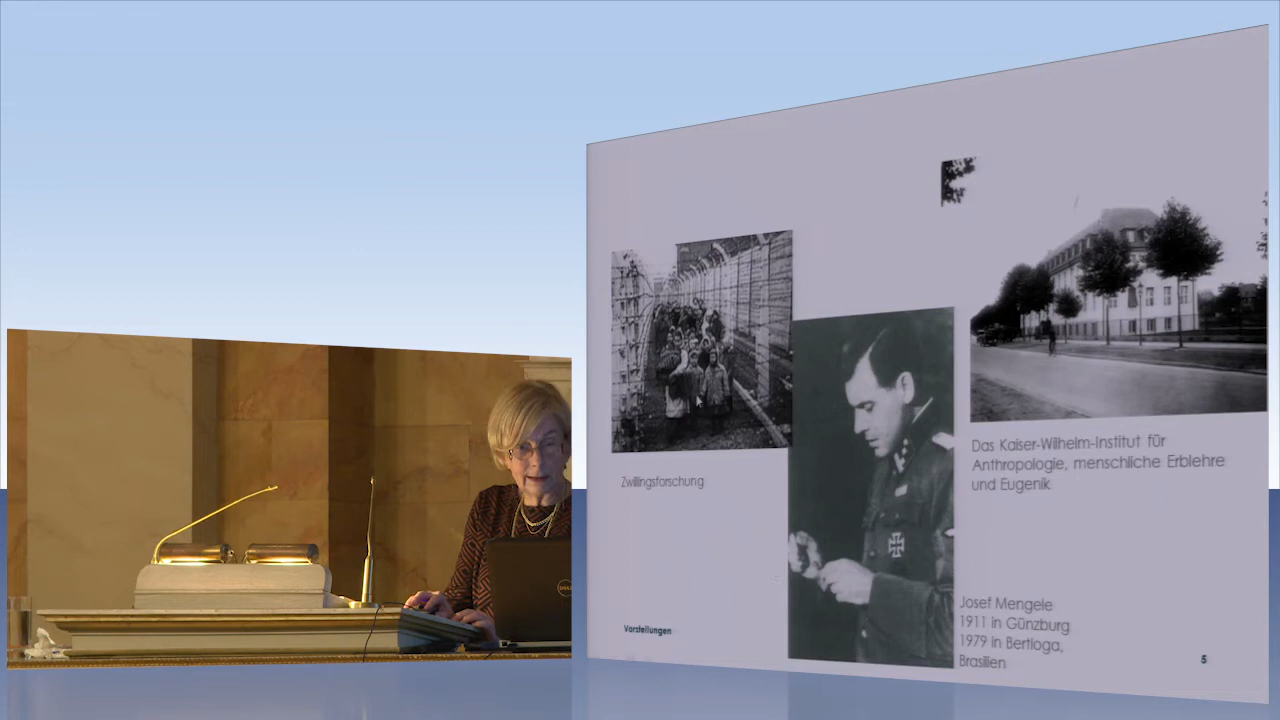 Zwillingsforschung
Das Kaiser-Wilhelm-Institut für
Anthropologie, menschliche Erblehre
und Eugenik.
Josef Mengele
1911 in Günzburg
1979 in Bertioga,
Brasilien
Vorstellungen
5
DELL